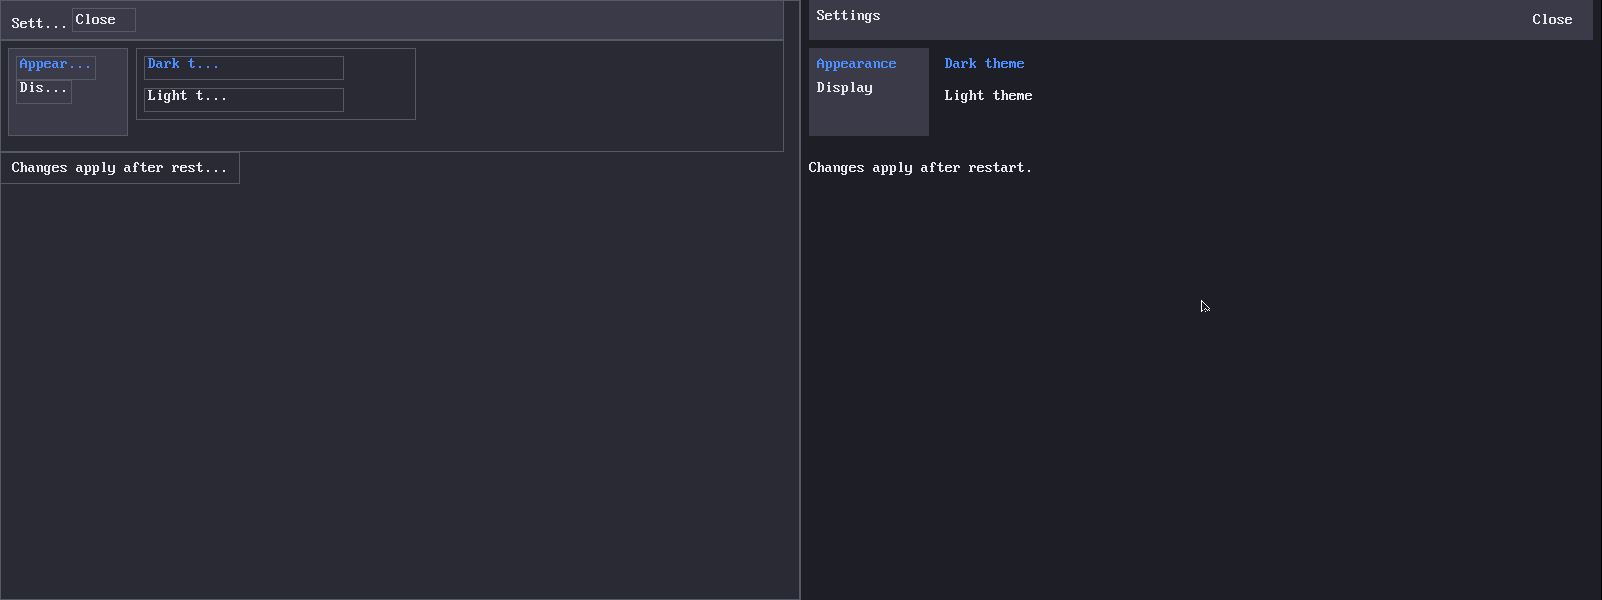 Sett... Close
Appear...
Dis...
Dark t...
Light t...
Changes apply after rest...
Settings
Close
Appearance
Display
Dark theme
Light theme
Changes apply after restart.